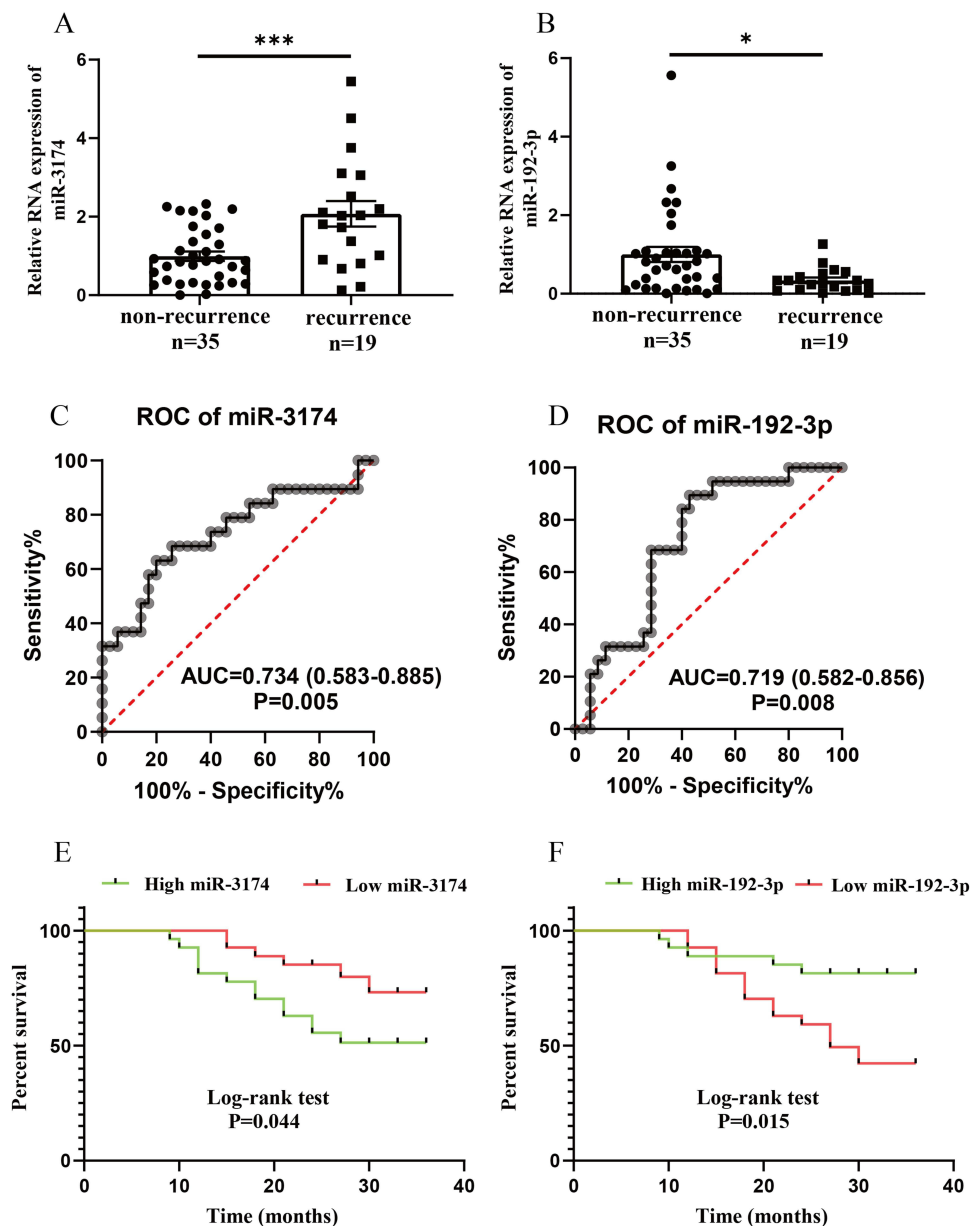 A
***
Relative RNA expression of
miR-3174
6
4
2
0
non-recurrence
n=35
recurrence
n=19
B
*
Relative RNA expression of
miR-192-3p
6
4
2
0
non-recurrence
n=35
recurrence
n=19
C
ROC of miR-3174
Sensitivity%
100
80
60
40
20
0
AUC=0.734 (0.583-0.885)
P=0.005
0 20 40 60 80 100
100% - Specificity%
D
ROC of miR-192-3p
Sensitivity%
100
80
60
40
20
0
AUC=0.719 (0.582-0.856)
P=0.008
0 20 40 60 80 100
100% - Specificity%
E
High miR-3174 Low miR-3174
Percent survival
100
50
0
Log-rank test
P=0.044
0 10 20 30 40
Time (months)
F
High miR-192-3p Low miR-192-3p
Percent survival
100
50
0
Log-rank test
P=0.015
0 10 20 30 40
Time (months)